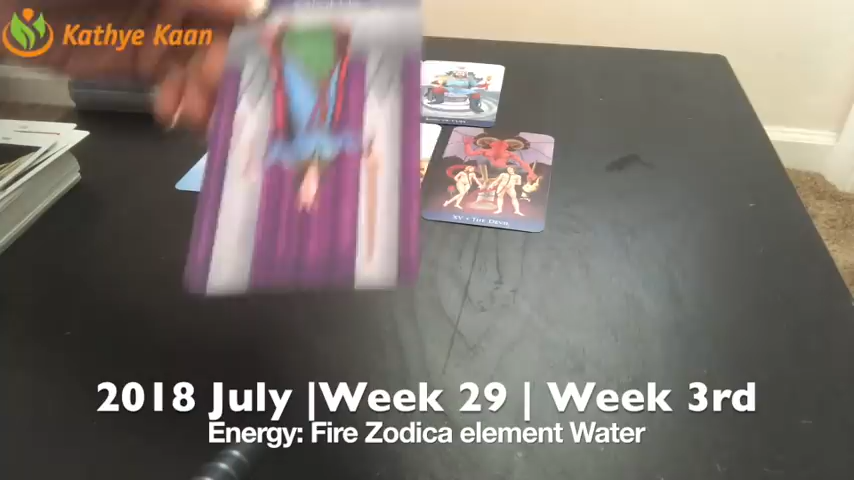 Kathye Kaan
XV • THE DEVIL
2018 July |Week 29 | Week 3rd
Energy: Fire Zodica element Water